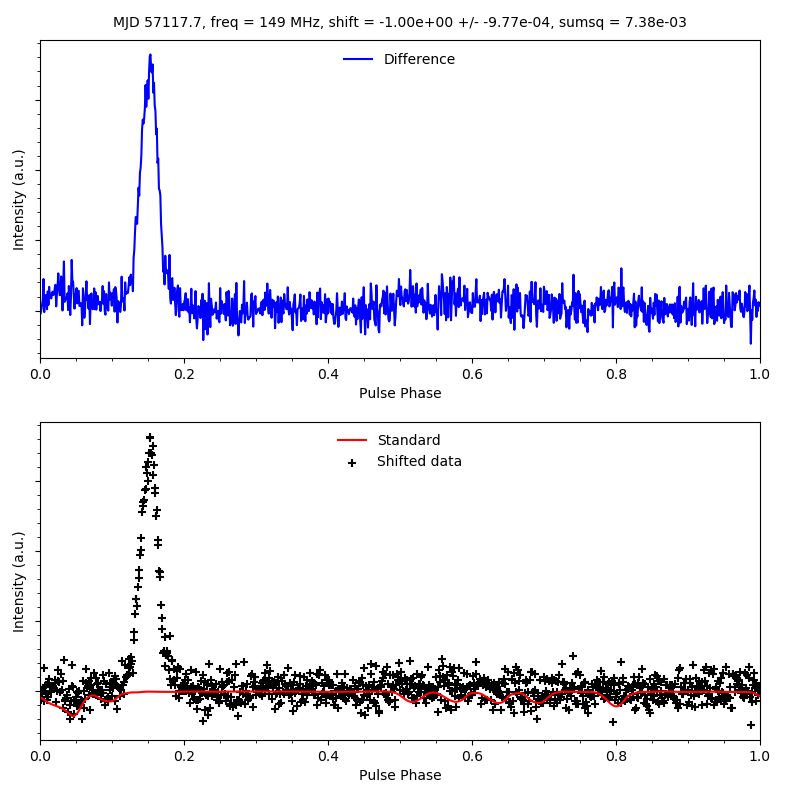 MJD 57117.7, freq = 149 MHz, shift = -1.00e+00 +/- -9.77e-04, sumsq = 7.38e-03
Difference
Intensity (a.u.)
0.0 0.2 0.4 0.6 0.8 1.0
Pulse Phase
Standard
Shifted data
Intensity (a.u.)
0.0 0.2 0.4 0.6 0.8 1.0
Pulse Phase